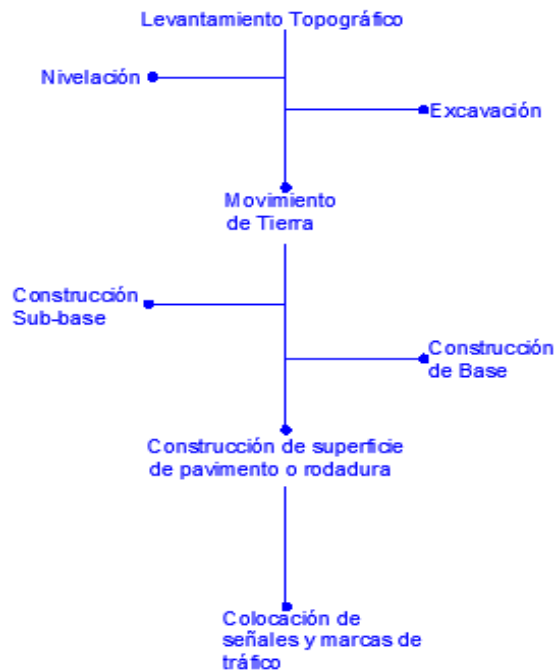 Levantamiento Topográfico
Nivelación
Excavación
Movimiento
de Tierra
Construcción
Sub-base
Construcción
de Base
Construcción de superficie
de pavimento o rodadura
Colocación de
señales y marcas de
tráfico